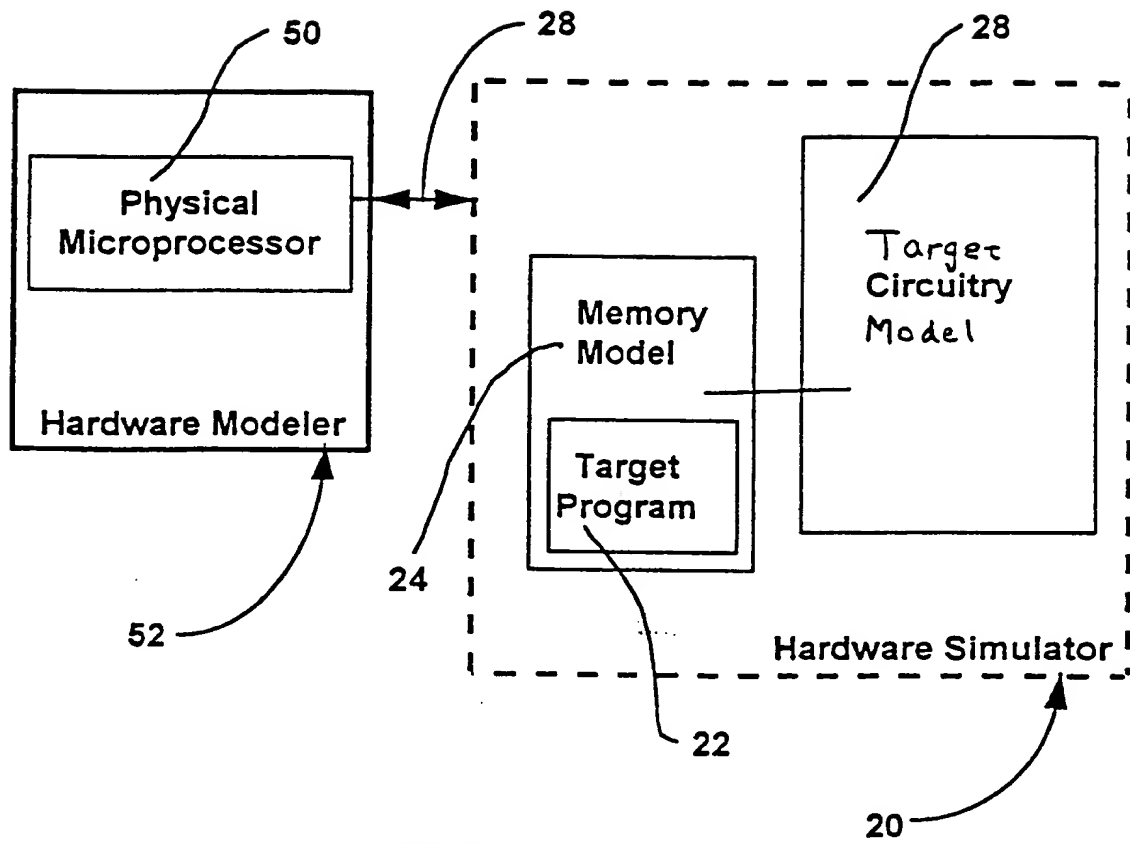 50
28
28
Physical
Microprocessor
Target
Circuitry
Model
Memory
Model
Hardware Modeler
Target
Program
24
52
Hardware Simulator
22
20